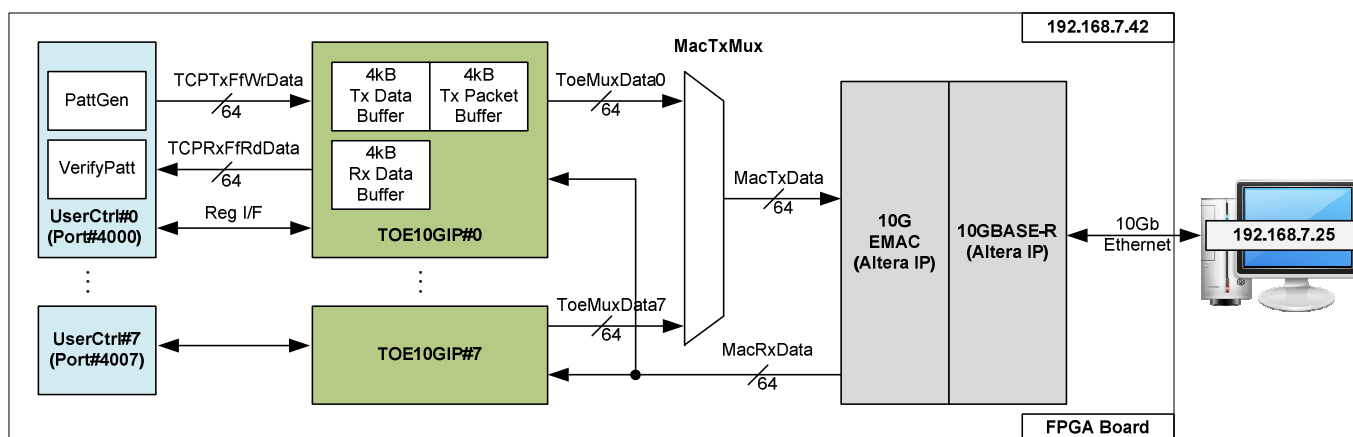 192.168.7.42
MacTxMux
PattGen
TCPTxFfWrData
64
4kB
Tx Data
Buffer
4kB
Tx Packet
Buffer
ToeMuxData0
64
VerifyPatt
TCPRxFfRdData
64
4kB
Rx Data
Buffer
UserCtrl#0
(Port#4000)
Reg I/F
TOE10GIP#0
MacTxData
64
10G
EMAC
(Altera IP)
10GBASE-R
(Altera IP)
10Gb
Ethernet
192.168.7.25
...
...
UserCtrl#7
(Port#4007)
TOE10GIP#7
ToeMuxData7
64
MacRxData
64
FPGA Board